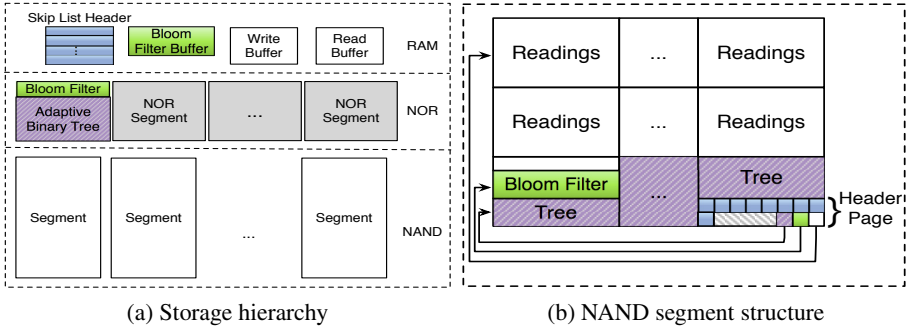 Skip List Header
⋮
Bloom
Filter Buffer
Write
Buffer
Read
Buffer
RAM
Bloom Filter
Adaptive
Binary Tree
NOR
Segment
...
NOR
Segment
NOR
Segment
Segment
...
Segment
NAND
(a) Storage hierarchy
Readings
...
Readings
Readings
...
Readings
Bloom Filter
Tree
...
Tree
Header
Page
(b) NAND segment structure